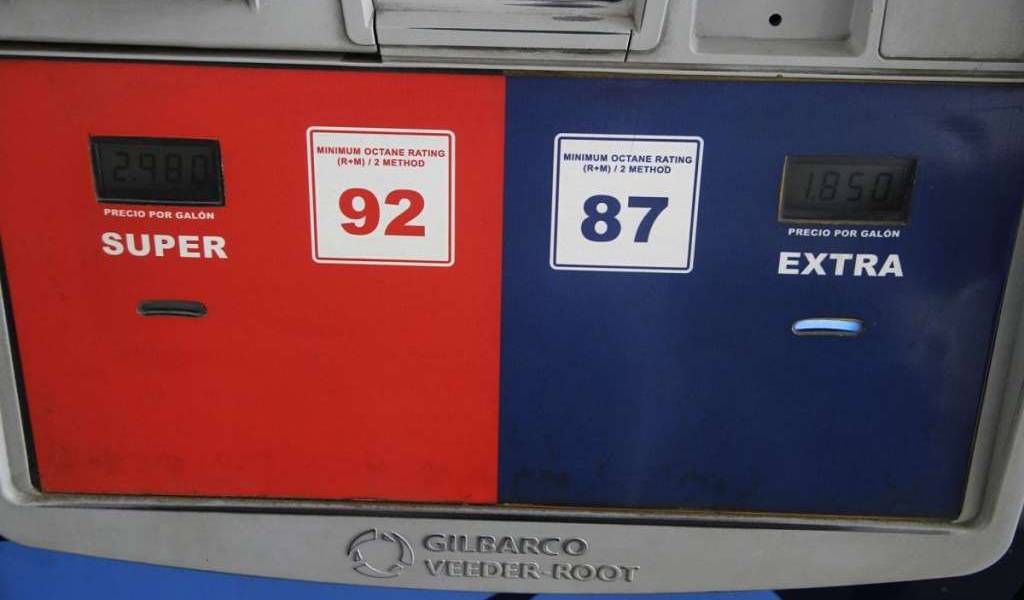 2.980
PRECIO POR GALÓN
SUPER
MINIMUM OCTANE RATING
(R+M) / 2 METHOD
92
MINIMUM OCTANE RATING
(R+M) / 2 METHOD
87
1.850
PRECIO POR GALÓN
EXTRA
GILBARCO
VEEDER-ROOT